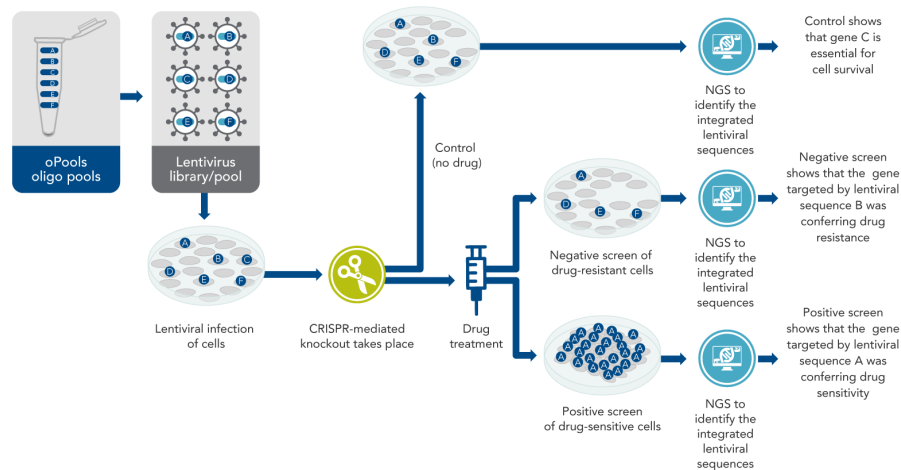 A
B
C
D
E
F
oPools
oligo pools
A
B
C
D
E
F
Lentivirus
library/pool
A
B
C
D
E
F
Lentiviral infection
of cells
CRISPR-mediated
knockout takes place
Control
(no drug)
A
B
D
E
F
NGS to
identify the
integrated
lentiviral
sequences
Control shows
that gene C is
essential for
cell survival
Drug
treatment
A
D
E
F
Negative screen of
drug-resistant cells
NGS to
identify the
integrated
lentiviral
sequences
Negative screen
shows that the gene
targeted by lentiviral
sequence B was
conferring drug
resistance
A A A A
A A A A A
A A A A A A
A A A A A
A A
Positive screen
of drug-sensitive cells
NGS to
identify the
integrated
lentiviral
sequences
Positive screen
shows that the gene
targeted by lentiviral
sequence A was
conferring drug
sensitivity